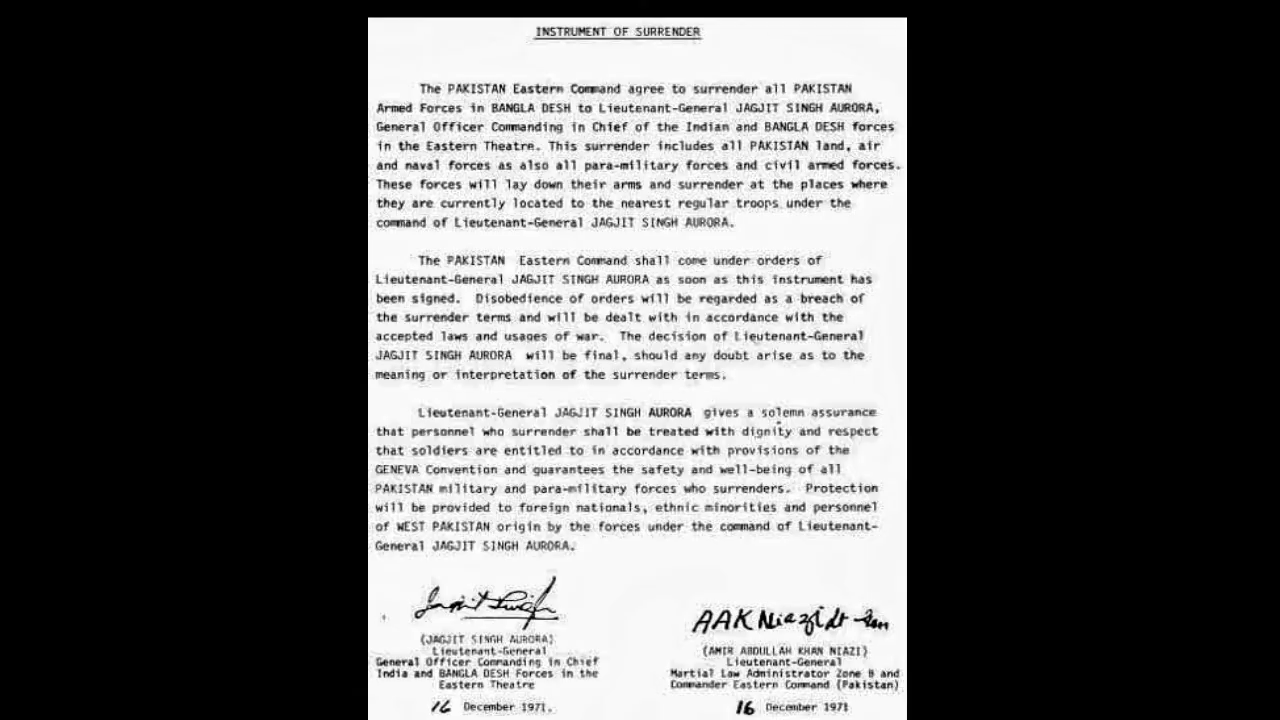 INSTRUMENT OF SURRENDER
The PAKISTAN Eastern Command agree to surrender all PAKISTAN
Armed Forces in BANGLA DESH to Lieutenant-General JAGJIT SINGH AURORA,
General Officer Commanding in Chief of the Indian and BANGLA DESH forces
in the Eastern Theatre. This surrender includes all PAKISTAN land, air
and naval forces as also all para-military forces and civil armed forces.
These forces will lay down their arms and surrender at the places where
they are currently located to the nearest regular troops under the
command of Lieutenant-General JAGJIT SINGH AURORA.
The PAKISTAN Eastern Command shall come under orders of
Lieutenant-General JAGJIT SINGH AURORA as soon as this instrument has
been signed. Disobedience of orders will be regarded as a breach of
the surrender terms and will be dealt with in accordance with the
accepted laws and usages of war. The decision of Lieutenant-General
JAGJIT SINGH AURORA will be final, should any doubt arise as to the
meaning or interpretation of the surrender terms.
Lieutenant-General JAGJIT SINGH AURORA gives a solemn assurance
that personnel who surrender shall be treated with dignity and respect
that soldiers are entitled to in accordance with provisions of the
GENEVA Convention and guarantees the safety and well-being of all
PAKISTAN military and para-military forces who surrenders. Protection
will be provided to foreign nationals, ethnic minorities and personnel
of WEST PAKISTAN origin by the forces under the command of Lieutenant-
General JAGJIT SINGH AURORA.
Jagjit Singh
(JAGJIT SINGH AURORA)
Lieutenant-General
General Officer Commanding in Chief
India and BANGLA DESH Forces in the
Eastern Theatre
16 December 1971.
AAK Niazi Lt Gen
(AMIR ABDULLAH KHAN NIAZI)
Lieutenant-General
Martial Law Administrator Zone B and
Commander Eastern Command (Pakistan)
16 December 1971